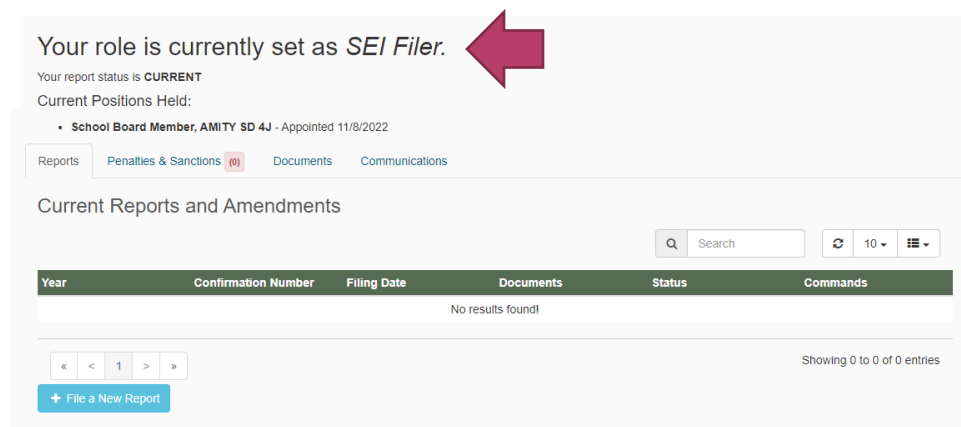 Your role is currently set as SEI Filer.
Your report status is CURRENT
Current Positions Held:
• School Board Member, AMITY SD 4J - Appointed 11/8/2022
Reports Penalties & Sanctions (0) Documents Communications
Current Reports and Amendments
Search 10
Year Confirmation Number Filing Date Documents Status Commands
No results found!
« < 1 > » Showing 0 to 0 of 0 entries
+ File a New Report